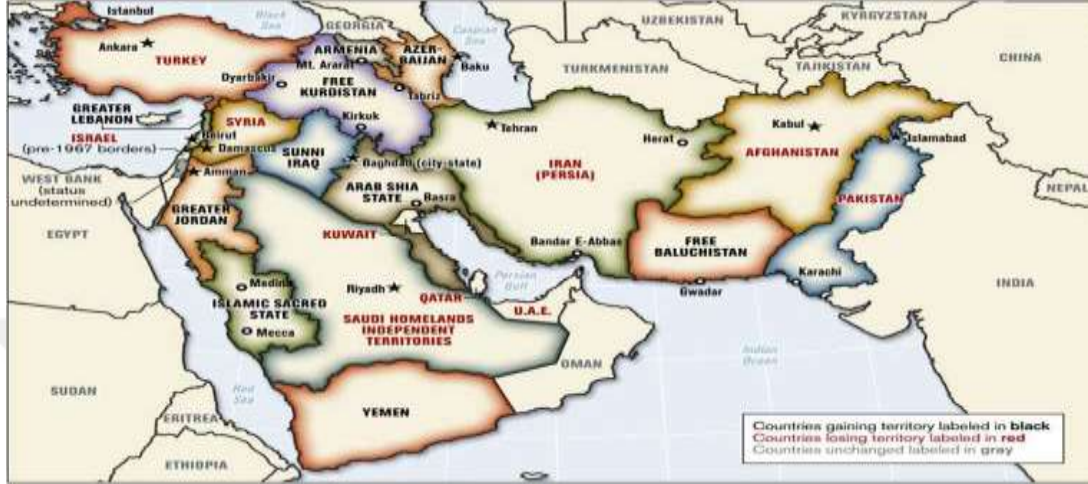 Istanbul
Black
Sea
GEORGIA
Caspian
Sea
UZBEKISTAN
KYRGYZSTAN
Ankara
TURKEY
ARMENIA
Mt. Ararat
AZER-
BAIJAN
Baku
TURKMENISTAN
TAJIKISTAN
CHINA
Dyarbakir
FREE
KURDISTAN
Tabriz
GREATER
LEBANON
SYRIA
Kirkuk
Tehran
Herat
Kabul
Islamabad
ISRAEL
(pre-1967 borders)
Beirut
Damascus
SUNNI
IRAQ
Baghdad (city-state)
IRAN
(PERSIA)
AFGHANISTAN
WEST BANK
(status
undetermined)
Amman
ARAB SHIA
STATE
Basra
PAKISTAN
NEPAL
GREATER
JORDAN
EGYPT
KUWAIT
Bandar E-Abbas
FREE
BALUCHISTAN
Karachi
Gwadar
INDIA
Medina
ISLAMIC SACRED
STATE
Mecca
Riyadh
QATAR
Persian
Gulf
U.A.E.
SAUDI HOMELANDS
INDEPENDENT
TERRITORIES
OMAN
Indian
Ocean
SUDAN
Red
Sea
ERITREA
YEMEN
ETHIOPIA
Countries gaining territory labeled in black
Countries losing territory labeled in red
Countries unchanged labeled in gray